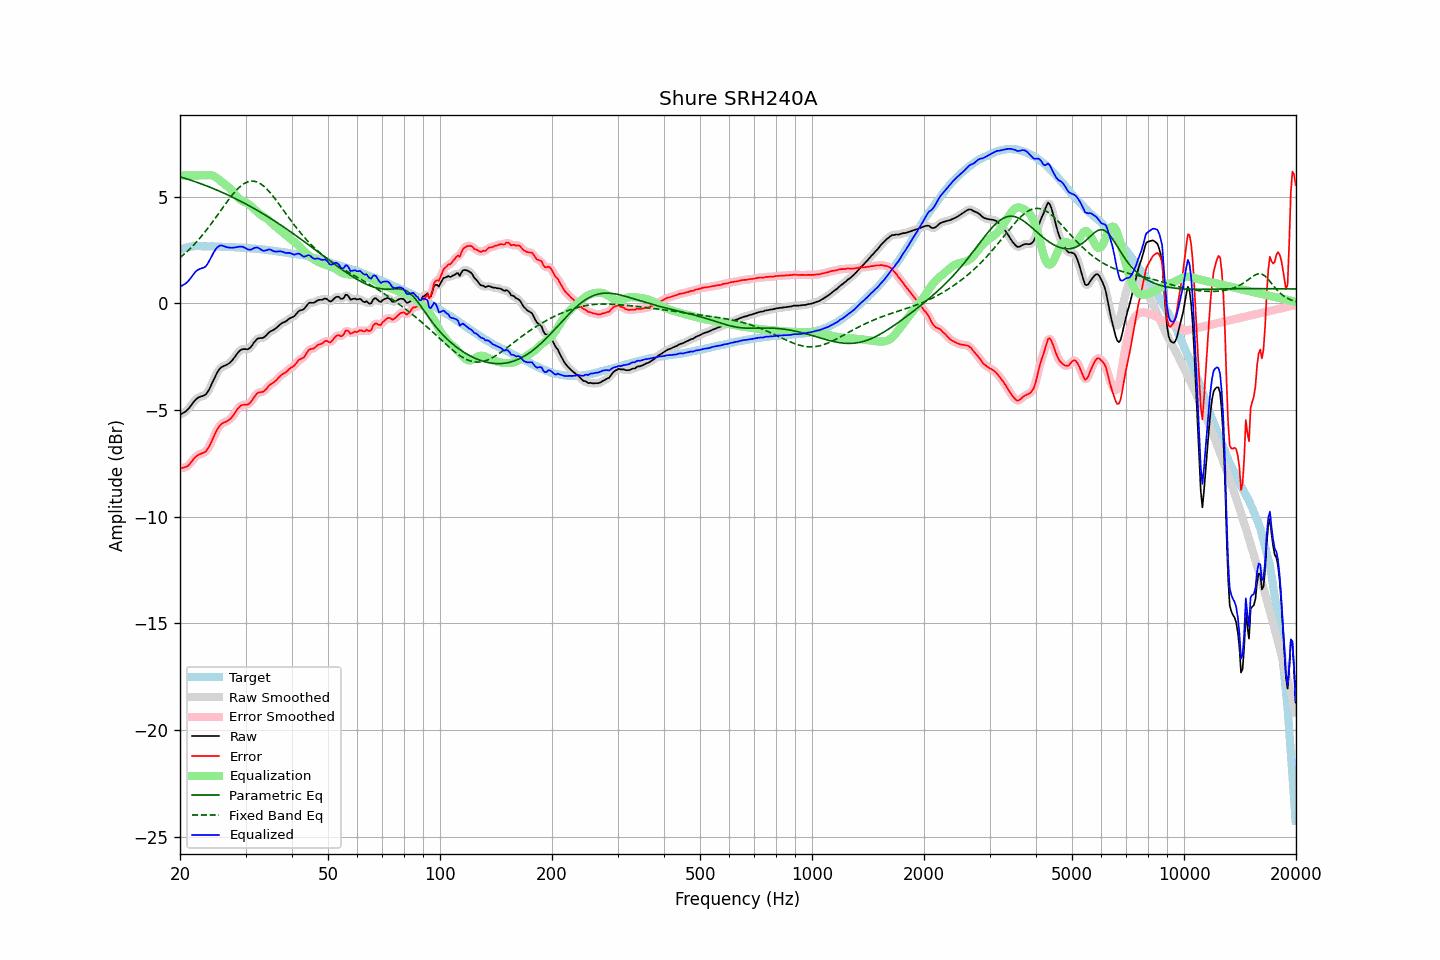 Shure SRH240A
Amplitude (dBr)
5
0
−5
−10
−15
−20
−25
Target
Raw Smoothed
Error Smoothed
Raw
Error
Equalization
Parametric Eq
Fixed Band Eq
Equalized
20 50 100 200 500 1000 2000 5000 10000 20000
Frequency (Hz)